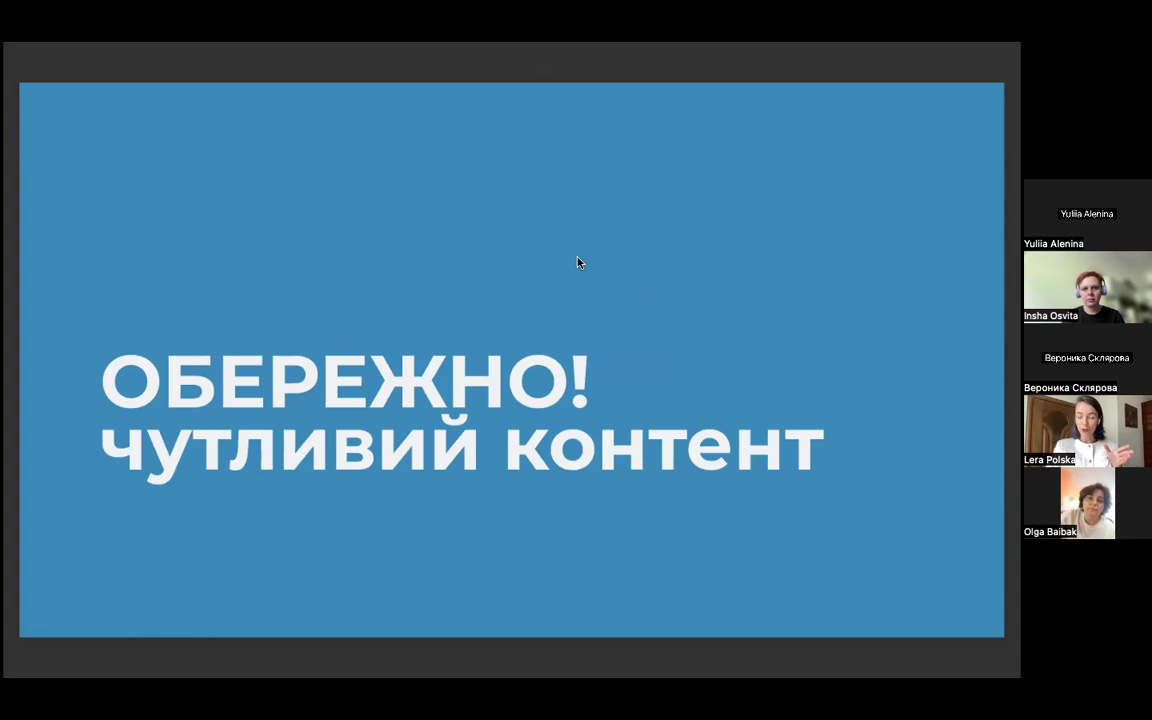 ОБЕРЕЖНО!
чутливий контент
Yuliia Alenina
Yuliia Alenina
Insha Osvita
Вероника Склярова
Вероника Склярова
Lera Polska
Olga Baibak